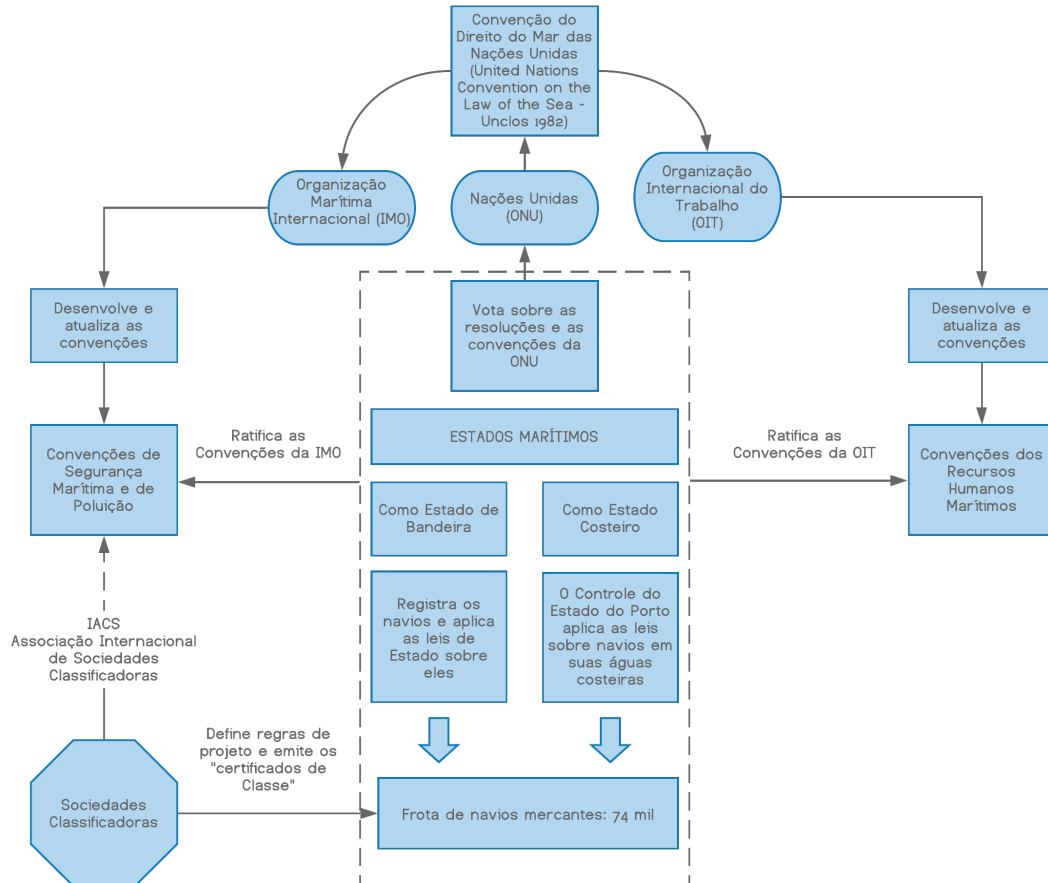 Convenção do
Direito do Mar das
Nações Unidas
(United Nations
Convention on the
Law of the Sea -
Unclos 1982)
Organização
Marítima
Internacional (IMO)
Nações Unidas
(ONU)
Organização
Internacional do
Trabalho
(OIT)
Desenvolve e
atualiza as
convenções
Vota sobre as
resoluções e as
convenções da
ONU
Desenvolve e
atualiza as
convenções
ESTADOS MARÍTIMOS
Ratifica as
Convenções da IMO
Ratifica as
Convenções da OIT
Convenções de
Segurança
Marítima e de
Poluição
Como Estado de
Bandeira
Como Estado
Costeiro
Convenções dos
Recursos
Humanos
Marítimos
Registra os
navios e aplica
as leis de
Estado sobre
eles
O Controle do
Estado do Porto
aplica as leis
sobre navios em
suas águas
costeiras
IACS
Associação Internacional
de Sociedades
Classificadoras
Define regras de
projeto e emite os
"certificados de
Classe"
Sociedades
Classificadoras
Frota de navios mercantes: 74 mil